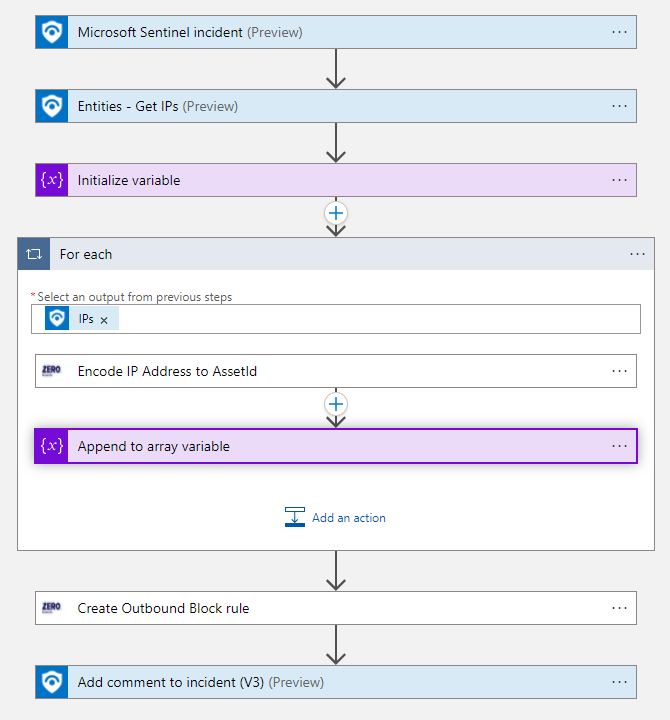 Microsoft Sentinel incident (Preview)
Entities - Get IPs (Preview)
{x} Initialize variable
For each
* Select an output from previous steps
IPs ×
ZERO Encode IP Address to AssetId
{x} Append to array variable
Add an action
ZERO Create Outbound Block rule
Add comment to incident (V3) (Preview)